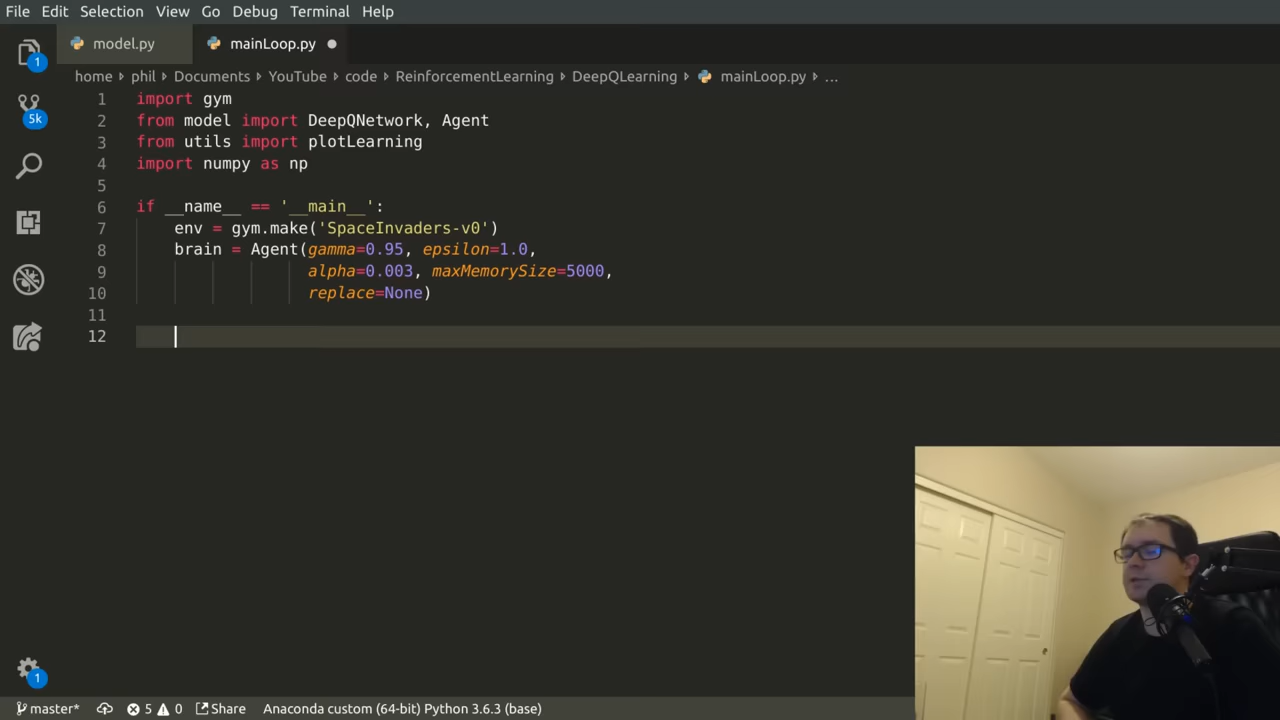 File Edit Selection View Go Debug Terminal Help
model.py mainLoop.py
home phil Documents YouTube code ReinforcementLearning DeepQLearning mainLoop.py ...
1 import gym
2 from model import DeepQNetwork, Agent
3 from utils import plotLearning
4 import numpy as np
5
6 if __name__ == '__main__':
7 env = gym.make('SpaceInvaders-v0')
8 brain = Agent(gamma=0.95, epsilon=1.0,
9 alpha=0.003, maxMemorySize=5000,
10 replace=None)
11
12
1
5k
1
master* 5 0 Share Anaconda custom (64-bit) Python 3.6.3 (base)